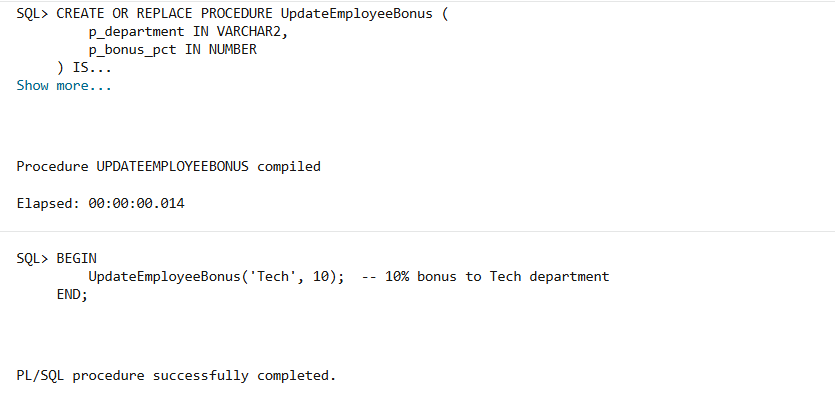 SQL> CREATE OR REPLACE PROCEDURE UpdateEmployeeBonus (
         p_department IN VARCHAR2,
         p_bonus_pct IN NUMBER
     ) IS...
Show more...
Procedure UPDATEEMPLOYEEBONUS compiled
Elapsed: 00:00:00.014
SQL> BEGIN
         UpdateEmployeeBonus('Tech', 10);  -- 10% bonus to Tech department
     END;
PL/SQL procedure successfully completed.